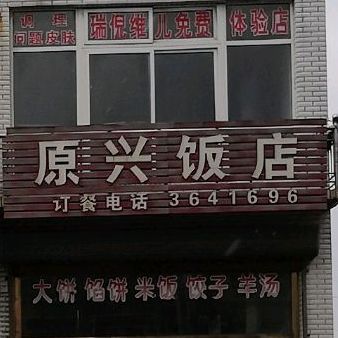 调理
问题皮肤
瑞倪维儿免费体验店
原兴饭店
订餐电话 3641696
大饼 馅饼 米饭 饺子 羊汤